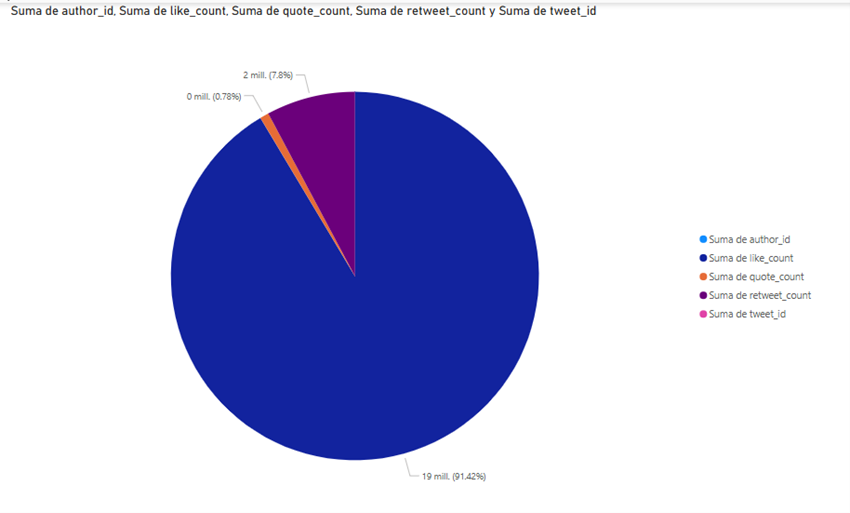 Suma de author_id, Suma de like_count, Suma de quote_count, Suma de retweet_count y Suma de tweet_id
2 mill. (7.8%)
0 mill. (0.78%)
Suma de author_id
Suma de like_count
Suma de quote_count
Suma de retweet_count
Suma de tweet_id
19 mill. (91.42%)